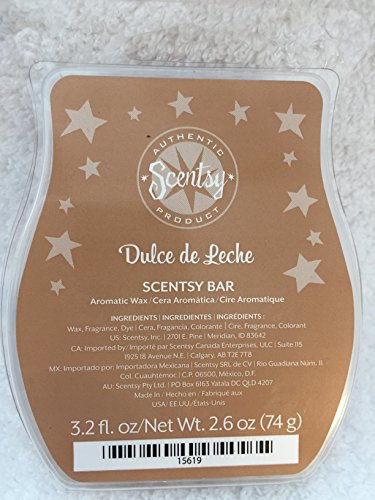 AUTHENTIC
Scentsy
PRODUCT
Dulce de Leche
SCENTSY BAR
Aromatic Wax / Cera Aromática / Cire Aromatique
INGREDIENTS | INGREDIENTES | INGRÉDIENTS :
Wax, Fragrance, Dye | Cera, Fragancia, Colorante | Cire, Fragrance, Colorant
US: Scentsy, Inc. | 2701 E. Pine | Meridian, ID 83642
CA: Imported by / Importé par Scentsy Canada Enterprises, ULC | Suite 115
1925 18 Avenue N.E. | Calgary, AB T2E 7T8
MX: Importado por: Importadora Mexicana | Scentsy SRL de CV | Río Guadiana Núm. 11
Col. Cuauhtémoc | C.P. 06500, México, D.F.
AU: Scentsy Pty Ltd. | PO Box 6163 Yatala DC QLD 4207
Made in / Hecho en / Fabriqué aux
USA / EE.UU./États-Unis
3.2 fl. oz/Net Wt. 2.6 oz (74 g)
15619